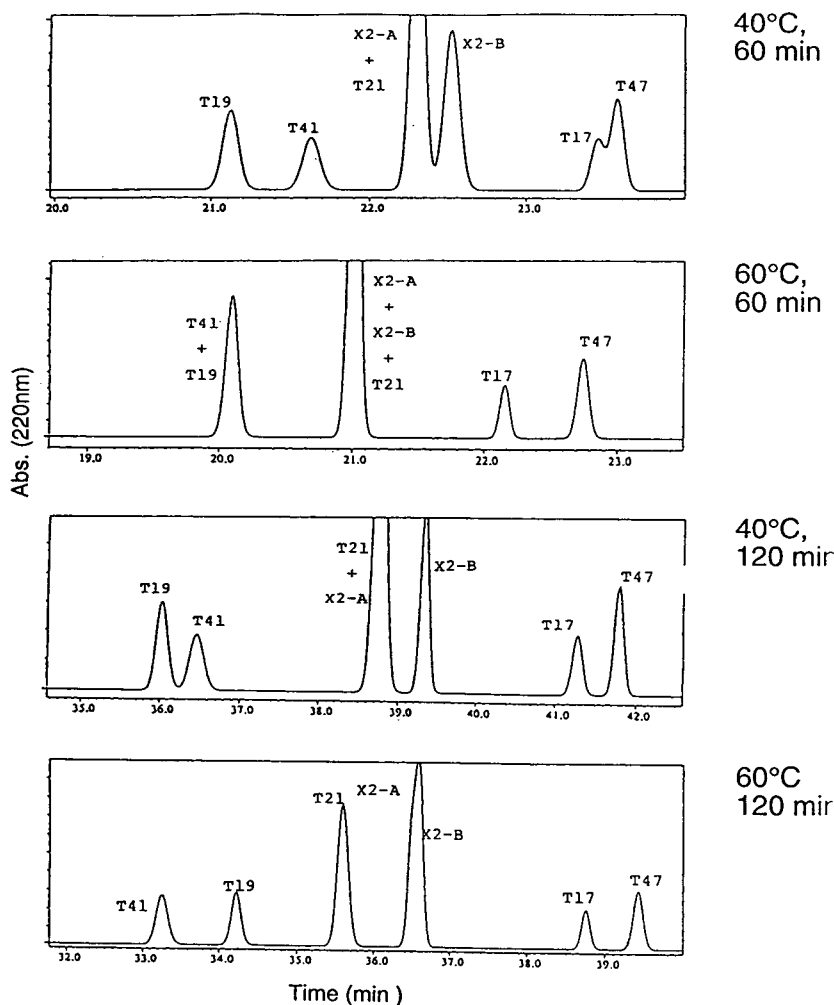 40°C,
60 min
X2-A
+
T21
X2-B
T19
T41
T17
T47
20.0 21.0 22.0 23.0
60°C,
60 min
T41
+
T19
X2-A
+
X2-B
+
T21
T17
T47
19.0 20.0 21.0 22.0 23.0
Abs. (220nm)
40°C,
120 min
T19
T41
T21
+
X2-A
X2-B
T17
T47
35.0 36.0 37.0 38.0 39.0 40.0 41.0 42.0
60°C
120 min
T41
T19
T21
X2-A
X2-B
T17
T47
32.0 33.0 34.0 35.0 36.0 37.0 38.0 39.0
Time (min )